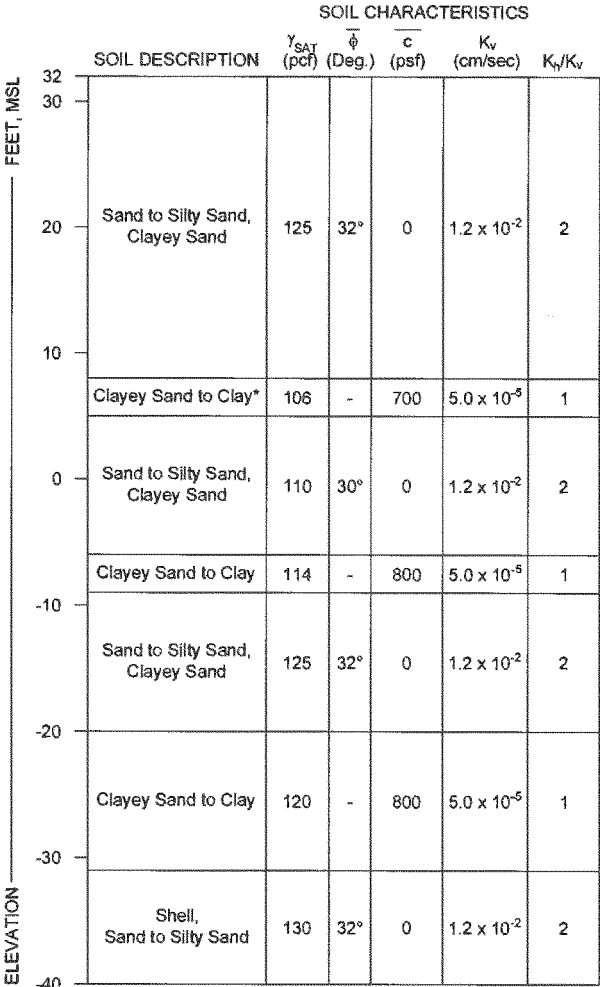 SOIL CHARACTERISTICS
SOIL DESCRIPTION γSAT (pcf) φ̅ (Deg.) c̅ (psf) Kv (cm/sec) Kh/Kv
FEET, MSL
32
30
Sand to Silty Sand,
Clayey Sand
125 32° 0 1.2 x 10⁻² 2
20
10
Clayey Sand to Clay* 106 - 700 5.0 x 10⁻⁵ 1
0
Sand to Silty Sand,
Clayey Sand
110 30° 0 1.2 x 10⁻² 2
Clayey Sand to Clay 114 - 800 5.0 x 10⁻⁵ 1
-10
Sand to Silty Sand,
Clayey Sand
125 32° 0 1.2 x 10⁻² 2
-20
Clayey Sand to Clay 120 - 800 5.0 x 10⁻⁵ 1
-30
Shell,
Sand to Silty Sand
130 32° 0 1.2 x 10⁻² 2
-40
ELEVATION